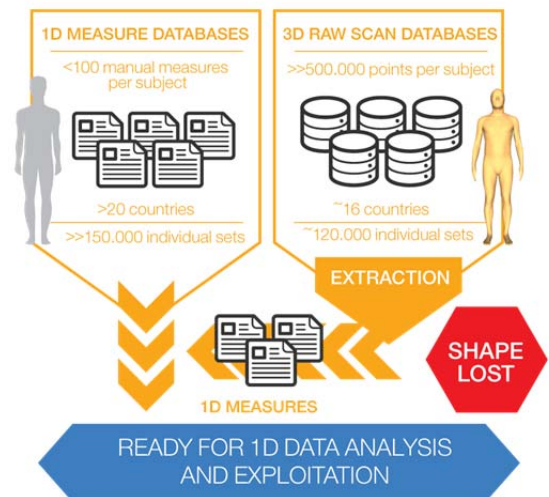 1D MEASURE DATABASES
<100 manual measures
per subject
>20 countries
>>150.000 individual sets
3D RAW SCAN DATABASES
>>500.000 points per subject
~16 countries
~120.000 individual sets
EXTRACTION
SHAPE
LOST
1D MEASURES
READY FOR 1D DATA ANALYSIS
AND EXPLOITATION